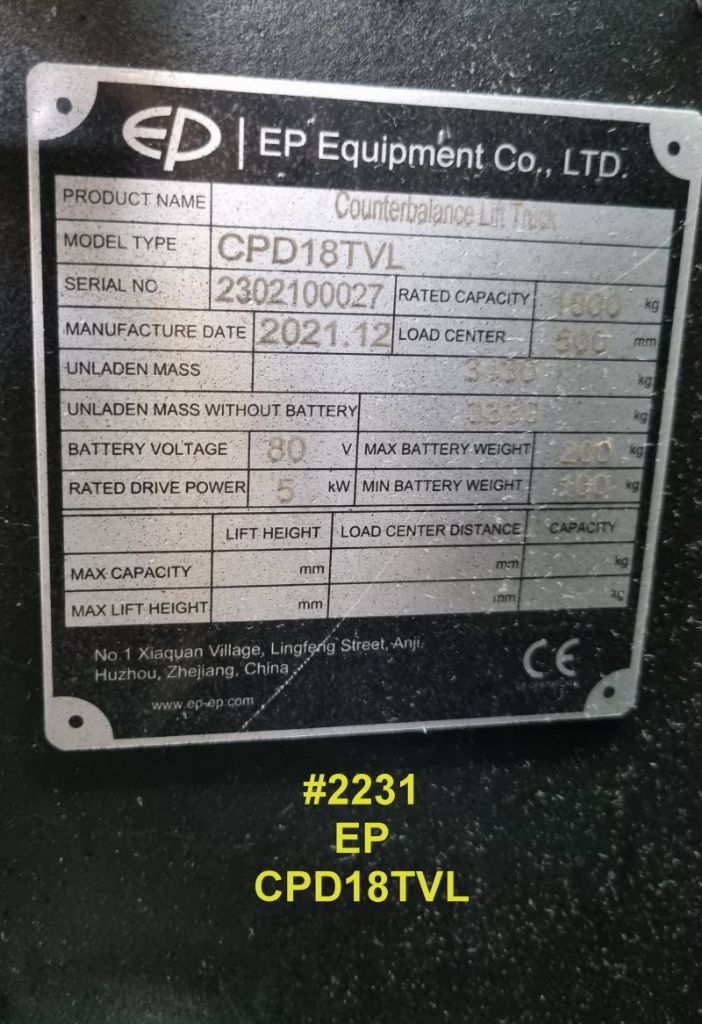 EP | EP Equipment Co., LTD.
PRODUCT NAME Counterbalance Lift Truck
MODEL TYPE CPD18TVL
SERIAL NO. 2302100027 RATED CAPACITY kg
MANUFACTURE DATE 2021.12 LOAD CENTER 500 mm
UNLADEN MASS kg
UNLADEN MASS WITHOUT BATTERY kg
BATTERY VOLTAGE 80 V MAX BATTERY WEIGHT kg
RATED DRIVE POWER 5 kW MIN BATTERY WEIGHT kg
LIFT HEIGHT LOAD CENTER DISTANCE CAPACITY
MAX CAPACITY mm mm kg
MAX LIFT HEIGHT mm mm kg
No.1 Xiaquan Village, Lingfeng Street, Anji.
Huzhou, Zhejiang, China
CE
www.ep-ep.com
#2231
EP
CPD18TVL